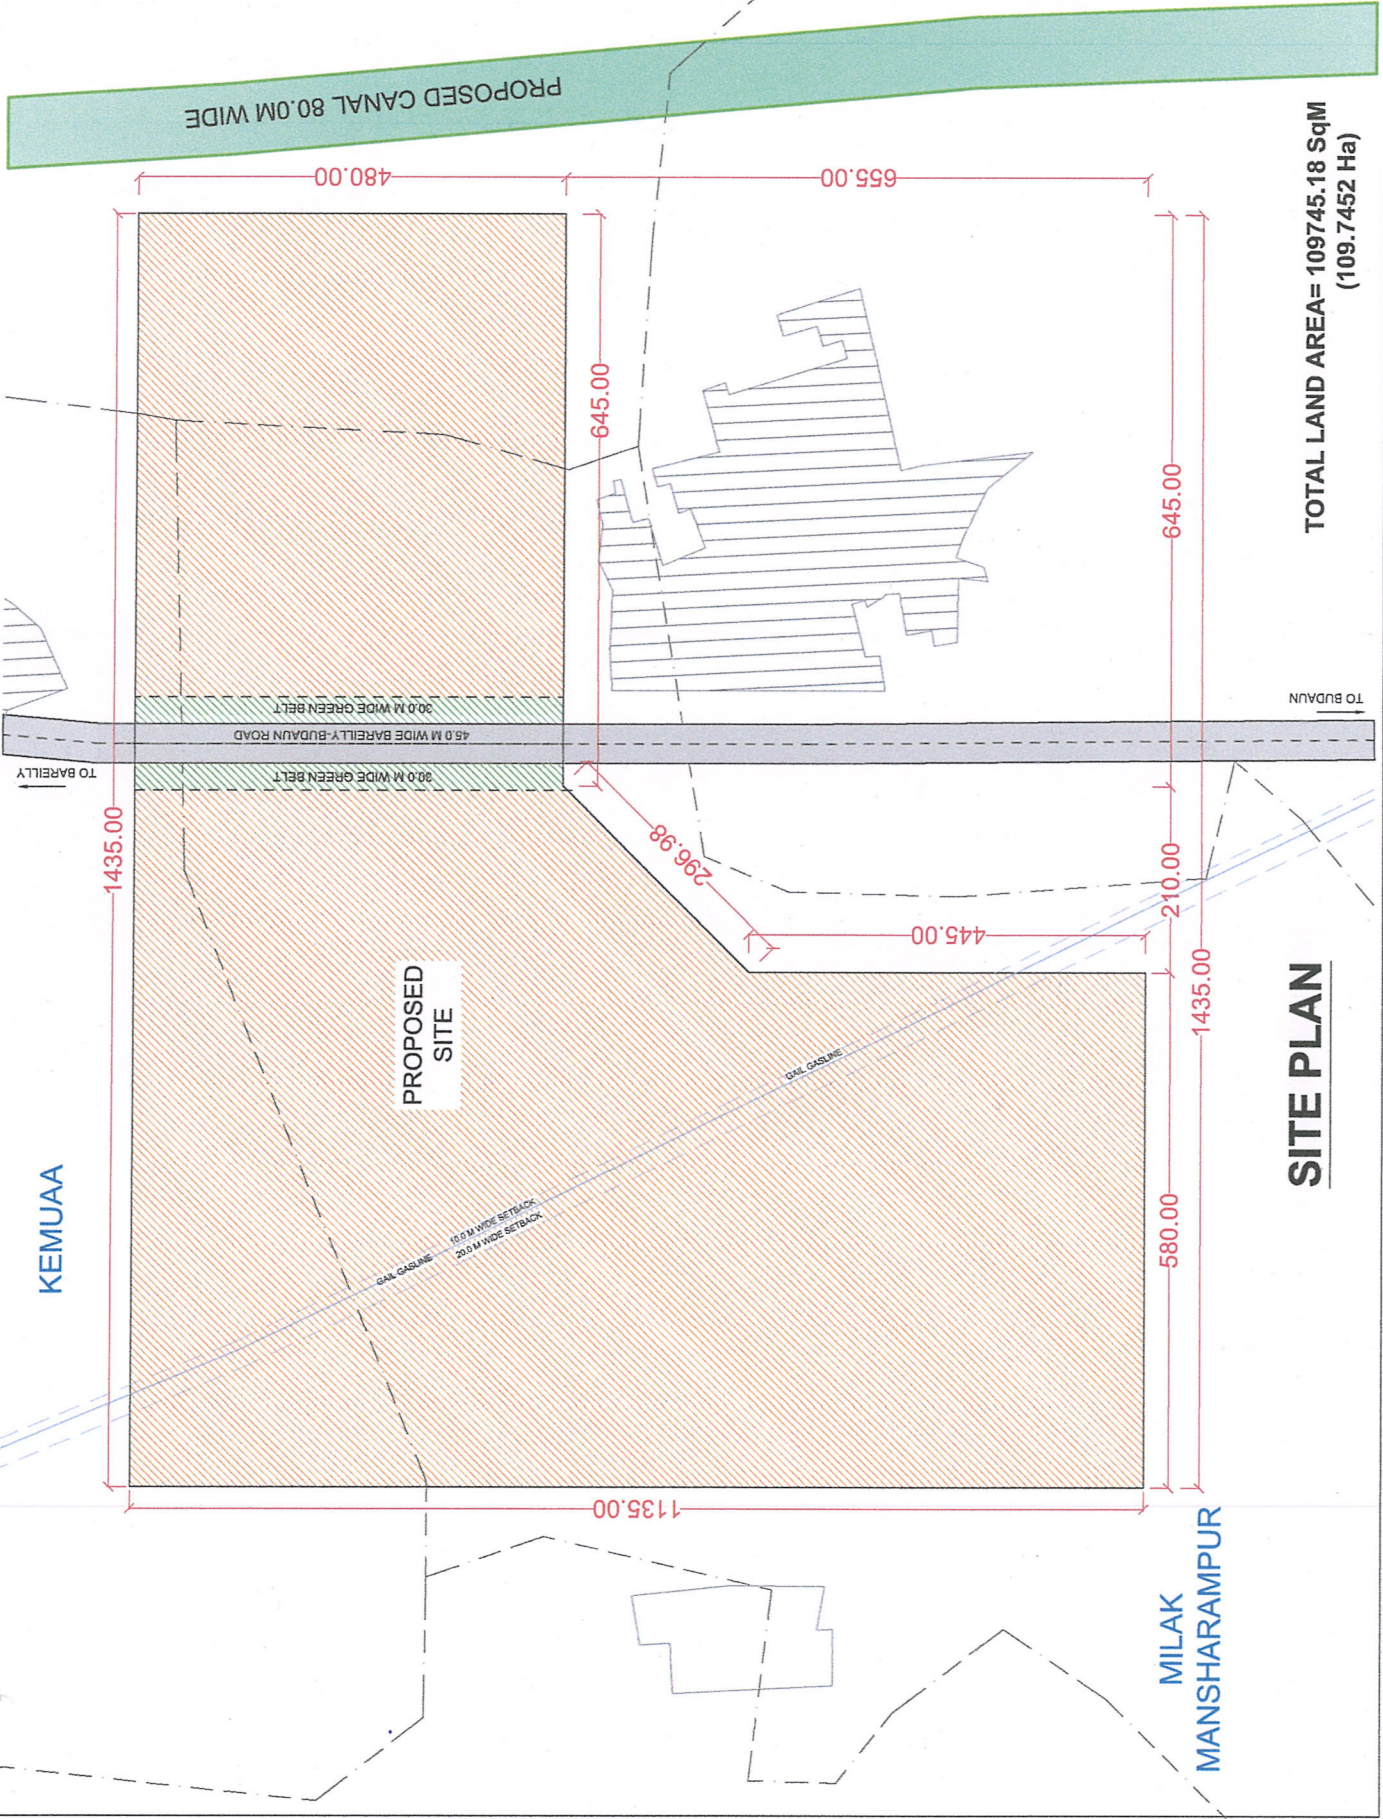 PROPOSED CANAL 80.0M WIDE
480.00
655.00
1435.00
645.00
645.00
TOTAL LAND AREA= 109745.18 SqM
(109.7452 Ha)
30.0 M WIDE GREEN BELT
45.0 M WIDE BAREILLY-BUDAUN ROAD
30.0 M WIDE GREEN BELT
TO BAREILLY
TO BUDAUN
296.98
445.00
210.00
1435.00
PROPOSED
SITE
GAIL GASLINE
GAIL GASLINE
10.0 M WIDE SETBACK
20.0 M WIDE SETBACK
580.00
1135.00
KEMUAA
MILAK
MANSHARAMPUR
SITE PLAN